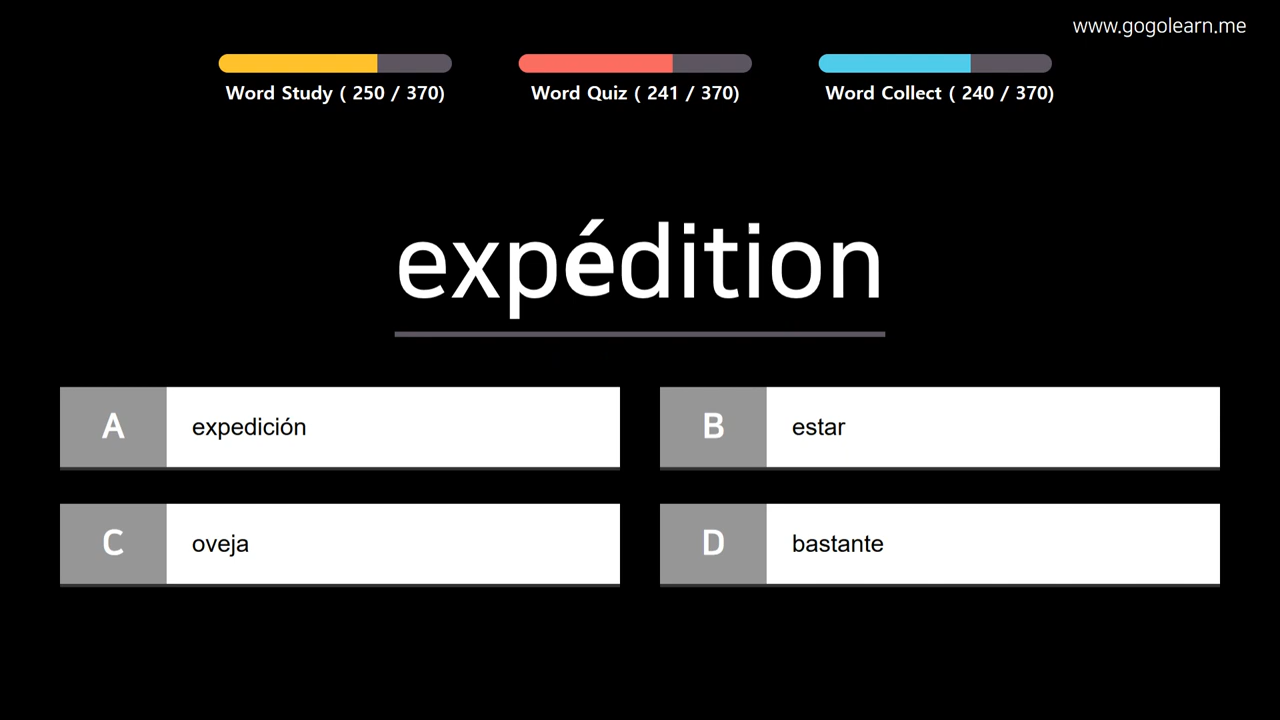 www.gogolearn.me
Word Study ( 250 / 370)
Word Quiz ( 241 / 370)
Word Collect ( 240 / 370)
expédition
A expedición
B estar
C oveja
D bastante